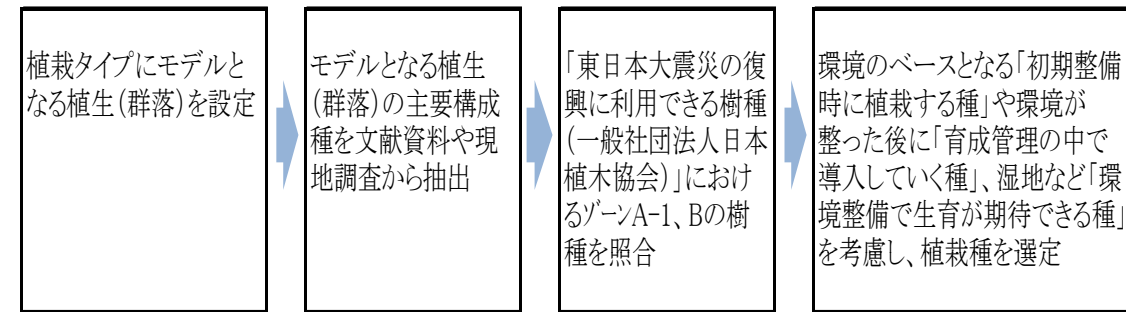 植栽タイプにモデルと
なる植生(群落)を設定
モデルとなる植生
(群落)の主要構成
種を文献資料や現
地調査から抽出
「東日本大震災の復
興に利用できる樹種
(一般社団法人日本
植木協会)」におけ
るゾーンA-1、Bの樹
種を照合
環境のベースとなる「初期整備
時に植栽する種」や環境が
整った後に「育成管理の中で
導入していく種」、湿地など「環
境整備で生育が期待できる種」
を考慮し、植栽種を選定